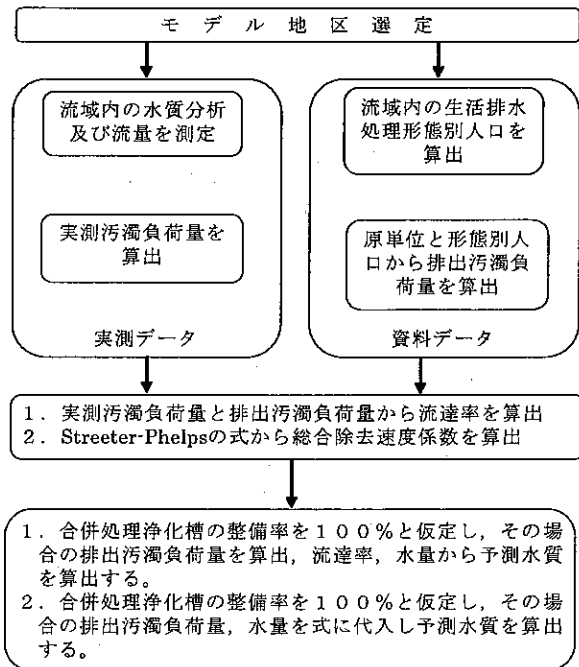 モデル地区選定
流域内の水質分析
及び流量を測定
実測汚濁負荷量を
算出
実測データ
流域内の生活排水
処理形態別人口を
算出
原単位と形態別人
口から排出汚濁負
荷量を算出
資料データ
１．実測汚濁負荷量と排出汚濁負荷量から流達率を算出
２．Streeter-Phelpsの式から総合除去速度係数を算出
１．合併処理浄化槽の整備率を１００％と仮定し，その場
合の排出汚濁負荷量を算出，流達率，水量から予測水質
を算出する。
２．合併処理浄化槽の整備率を１００％と仮定し，その場
合の排出汚濁負荷量，水量を式に代入し予測水質を算出
する。